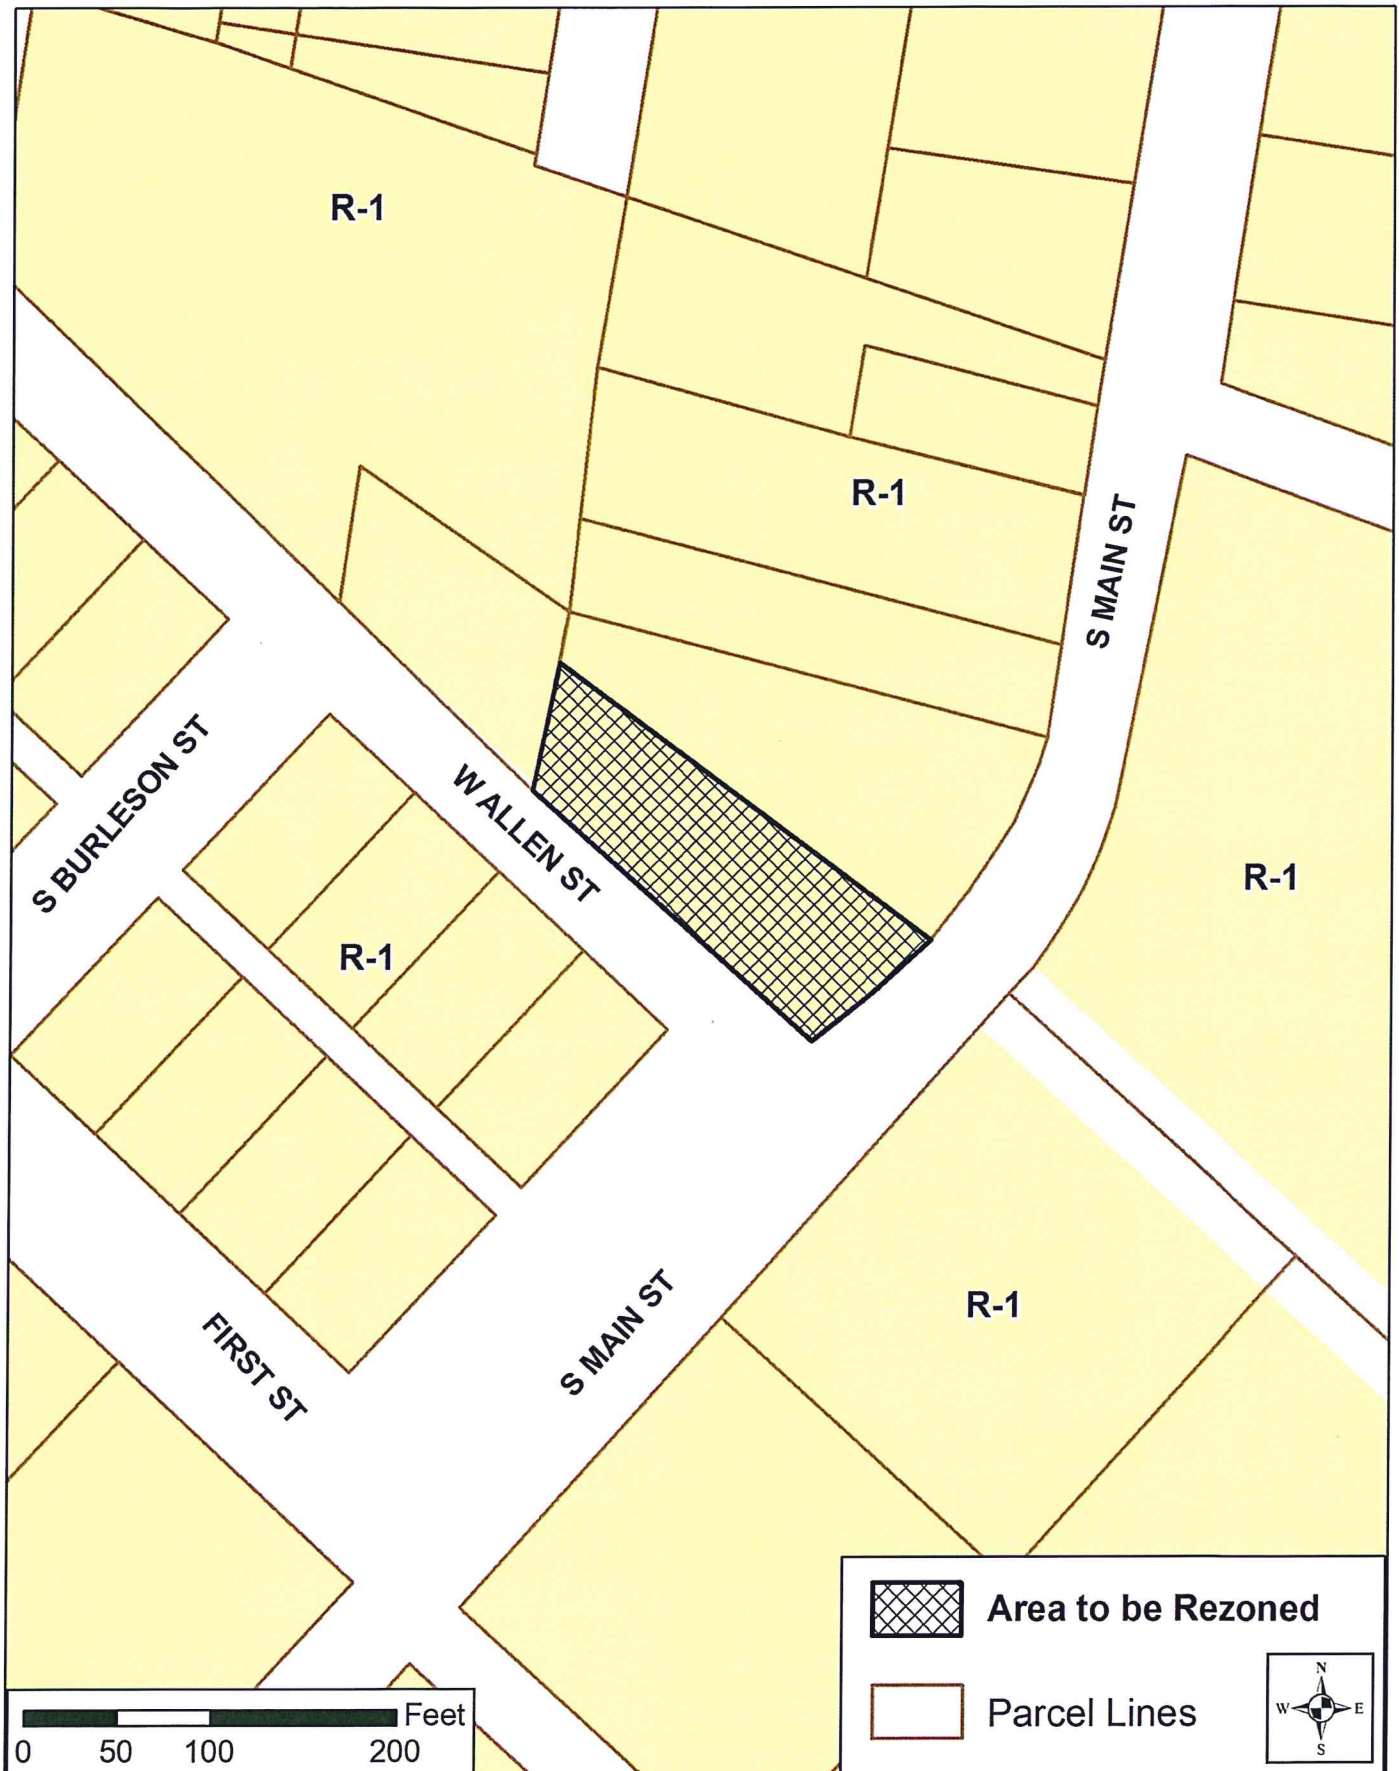 R-1
R-1
S MAIN ST
S BURLESON ST
W ALLEN ST
R-1
R-1
R-1
S MAIN ST
FIRST ST
Area to be Rezoned
Parcel Lines
N
W E
S
Feet
0 50 100 200